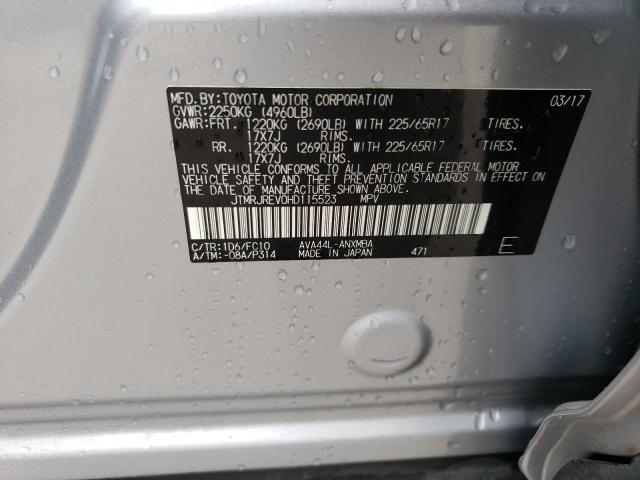 MFD. BY: TOYOTA MOTOR CORPORATION 03/17
GVWR: 2250KG (4960LB)
GAWR: FRT. 1220KG (2690LB) WITH 225/65R17 TIRES.
17X7J RIMS.
RR. 1220KG (2690LB) WITH 225/65R17 TIRES.
17X7J RIMS.
THIS VEHICLE CONFORMS TO ALL APPLICABLE FEDERAL MOTOR
VEHICLE SAFETY AND THEFT PREVENTION STANDARDS IN EFFECT ON
THE DATE OF MANUFACTURE SHOWN ABOVE.
JTMRJREV0HD115523 MPV
C/TR: 1D6/FC10 AVA44L-ANXMBA
A/TM: -08A/P314 MADE IN JAPAN 471 E